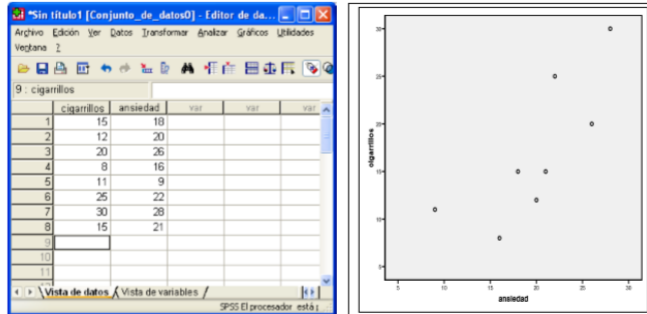 *Sin título1 [Conjunto_de_datos0] - Editor de da...
Archivo Edición Ver Datos Transformar Analizar Gráficos Utilidades
Ventana ?
9 : cigarrillos
cigarrillos ansiedad var var var
1 15 18
2 12 20
3 20 26
4 8 16
5 11 9
6 25 22
7 30 28
8 15 21
9
10
11
Vista de datos Vista de variables
SPSS El procesador está
cigarrillos
30
25
20
15
10
5
5 10 15 20 25 30
ansiedad